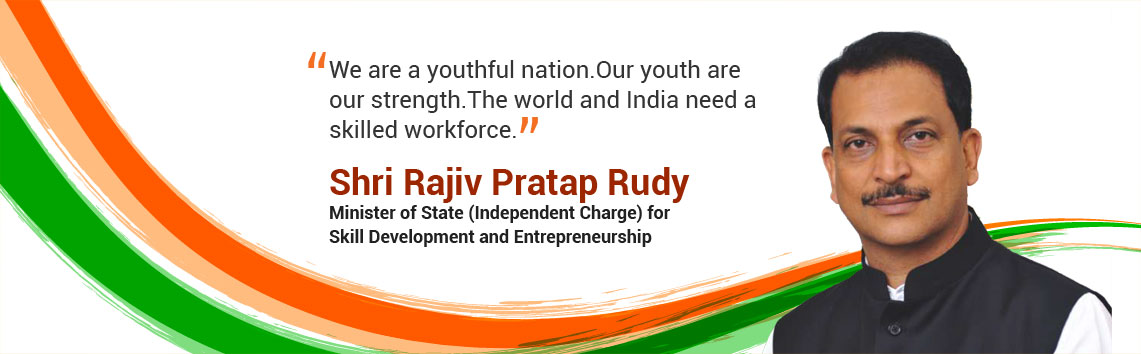 “We are a youthful nation.Our youth are
our strength.The world and India need a
skilled workforce.”
Shri Rajiv Pratap Rudy
Minister of State (Independent Charge) for
Skill Development and Entrepreneurship